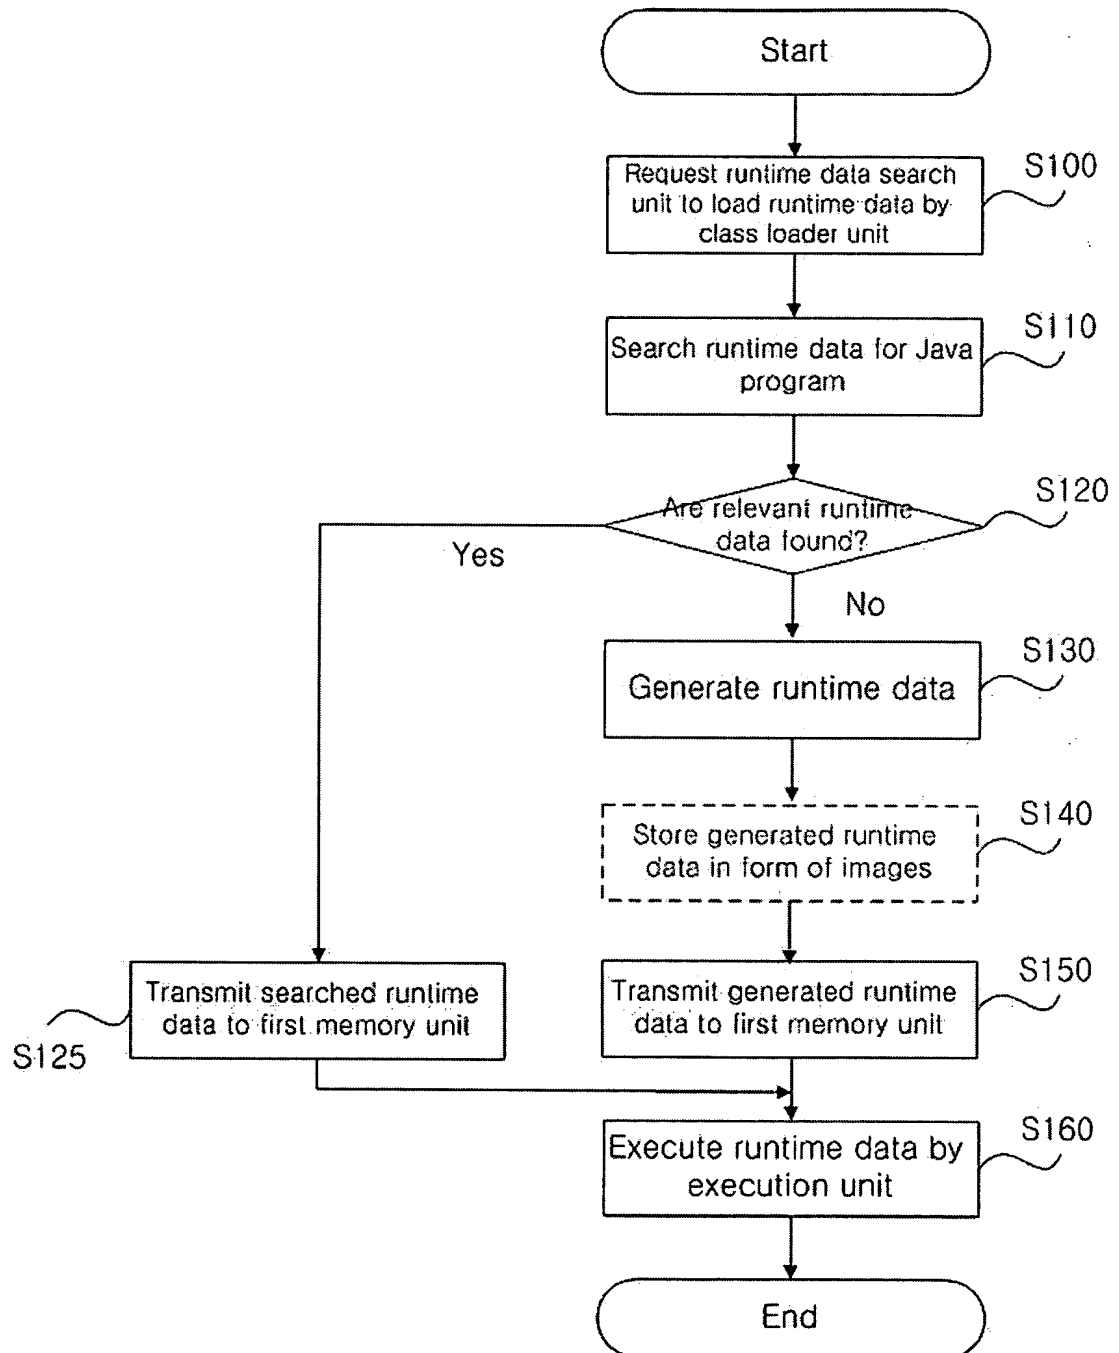 Start
Request runtime data search
unit to load runtime data by
class loader unit
S100
Search runtime data for Java
program
S110
Are relevant runtime
data found?
S120
Yes
No
Generate runtime data
S130
Store generated runtime
data in form of images
S140
Transmit searched runtime
data to first memory unit
S125
Transmit generated runtime
data to first memory unit
S150
Execute runtime data by
execution unit
S160
End